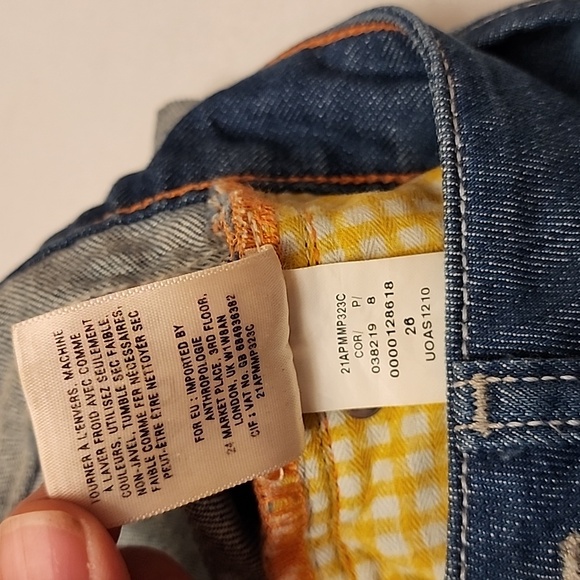 TOURNER À L'ENVERS. MACHINE
À LAVER FROID AVEC COMME
COULEURS, UTILISEZ SEULEMENT
NON-JAVEL, TUMBLE SEC FAIBLE.
FAIBLE COMME FER NÉCESSAIRES.
PEUT-ÊTRE ÊTRE NETTOYER SEC
FOR EU : IMPORTED BY
ANTHROPOLOGIE
24 MARKET PLACE, 3RD FLOOR,
LONDON, UK W1W8AN
CIF : VAT No: GB 684936382
21APMMP323C
21APMMP323C
COR/ P/
038219 8
0000128618
26
UOAS1210